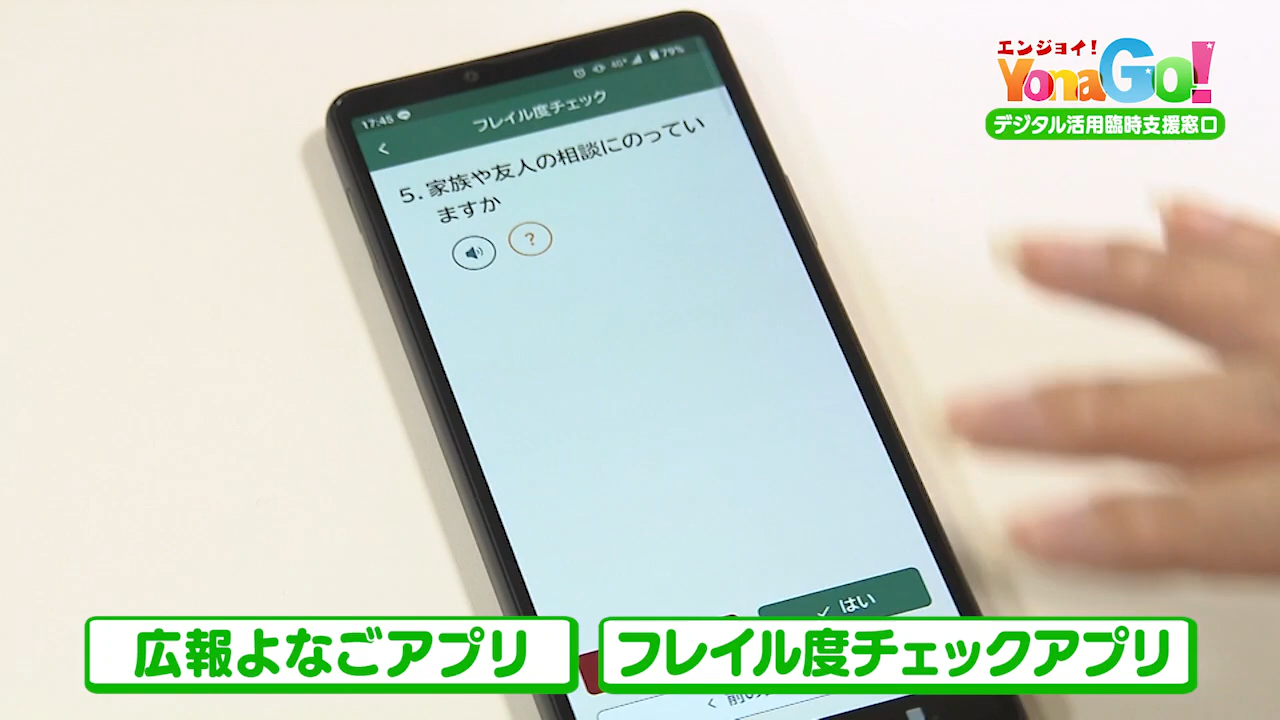 エンジョイ!
YonaGo!
デジタル活用臨時支援窓口
17:45
4G+
79%
フレイル度チェック
5. 家族や友人の相談にのってい
ますか
?
はい
広報よなごアプリ
フレイル度チェックアプリ